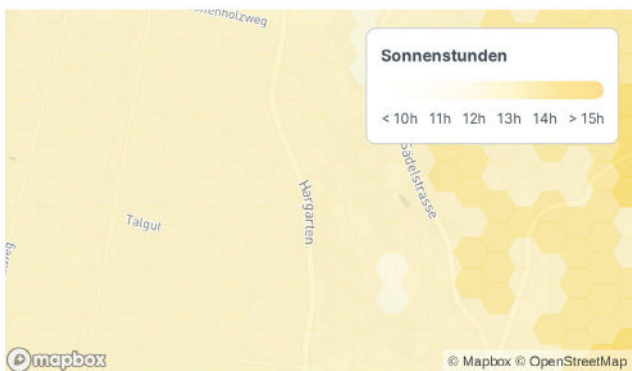 Sonnenstunden
< 10h 11h 12h 13h 14h > 15h
Hargarten
Talgut
mapbox
© Mapbox © OpenStreetMap